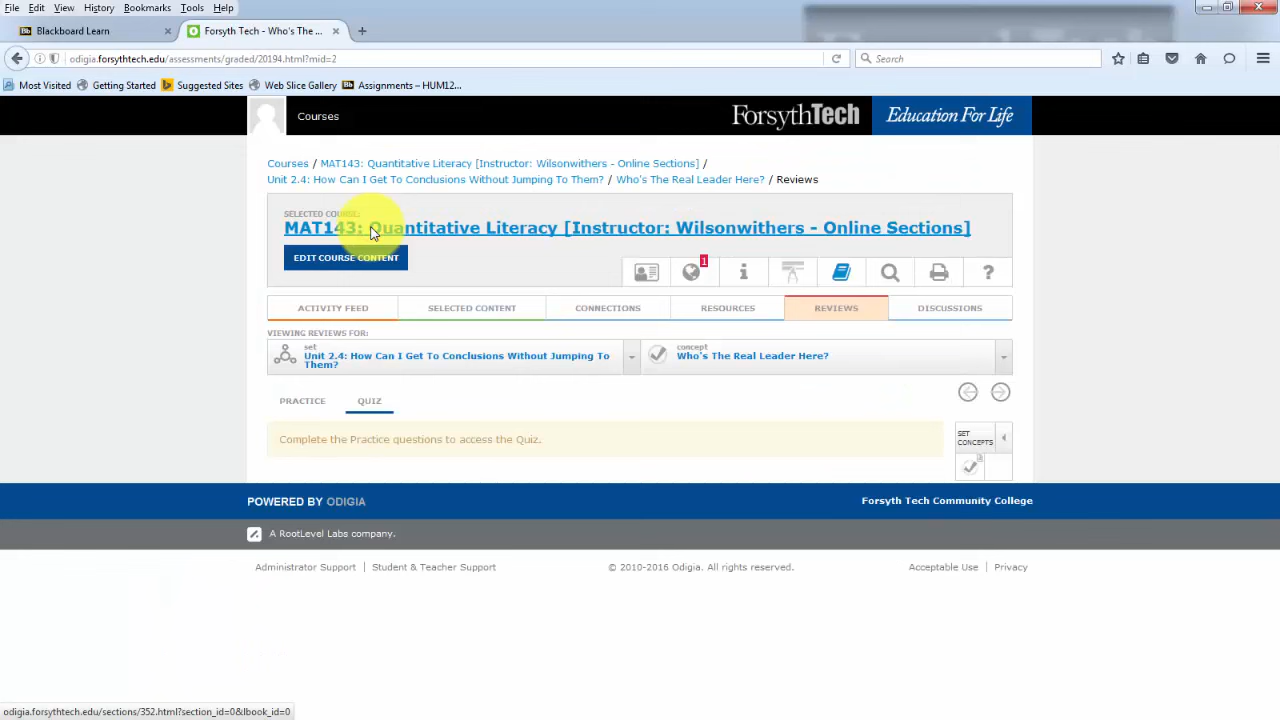 File Edit View History Bookmarks Tools Help
Blackboard Learn × Forsyth Tech - Who's The ... × +
odigia.forsythtech.edu/assessments/graded/20194.html?mid=2 Search
Most Visited Getting Started Suggested Sites Web Slice Gallery Assignments – HUM12...
Courses ForsythTech Education For Life
Courses / MAT143: Quantitative Literacy [Instructor: Wilsonwithers - Online Sections] /
Unit 2.4: How Can I Get To Conclusions Without Jumping To Them? / Who's The Real Leader Here? / Reviews
SELECTED COURSE:
MAT143: Quantitative Literacy [Instructor: Wilsonwithers - Online Sections]
EDIT COURSE CONTENT
1
ACTIVITY FEED SELECTED CONTENT CONNECTIONS RESOURCES REVIEWS DISCUSSIONS
VIEWING REVIEWS FOR:
set
Unit 2.4: How Can I Get To Conclusions Without Jumping To
Them?
concept
Who's The Real Leader Here?
PRACTICE QUIZ
Complete the Practice questions to access the Quiz.
SET
CONCEPTS
POWERED BY ODIGIA Forsyth Tech Community College
A RootLevel Labs company.
Administrator Support | Student & Teacher Support © 2010-2016 Odigia. All rights reserved. Acceptable Use | Privacy
odigia.forsythtech.edu/sections/352.html?section_id=0&lbook_id=0